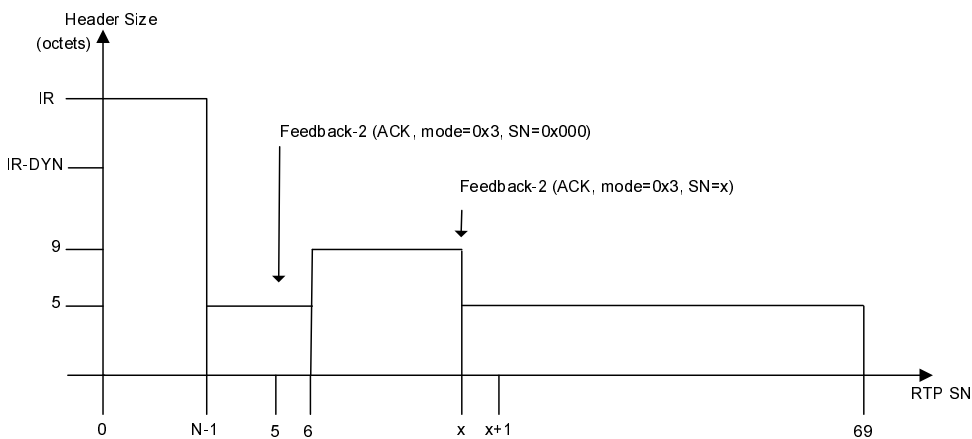 Header Size
(octets)
IR
Feedback-2 (ACK, mode=0x3, SN=0x000)
IR-DYN
Feedback-2 (ACK, mode=0x3, SN=x)
9
5
RTP SN
0
N-1
5
6
x
x+1
69